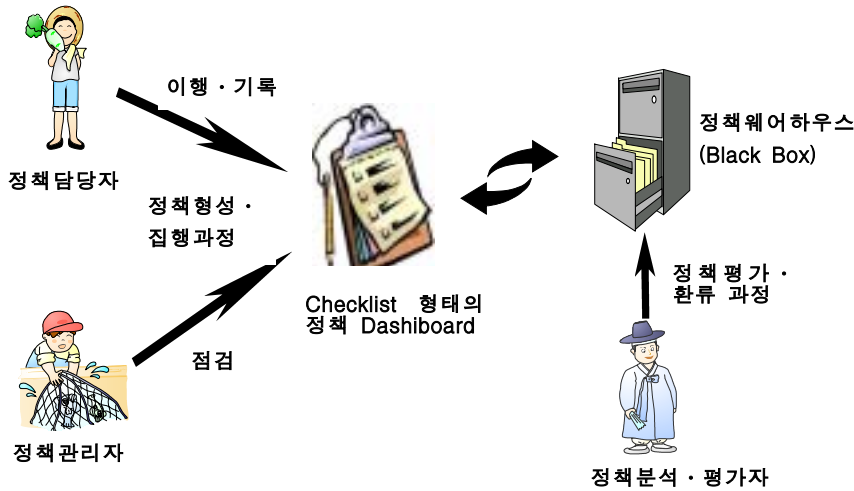 이행・기록
정책담당자
정책형성・
집행과정
점검
정책관리자
Checklist 형태의
정책 Dashiboard
정책웨어하우스
(Black Box)
정책평가・
환류 과정
정책분석・평가자